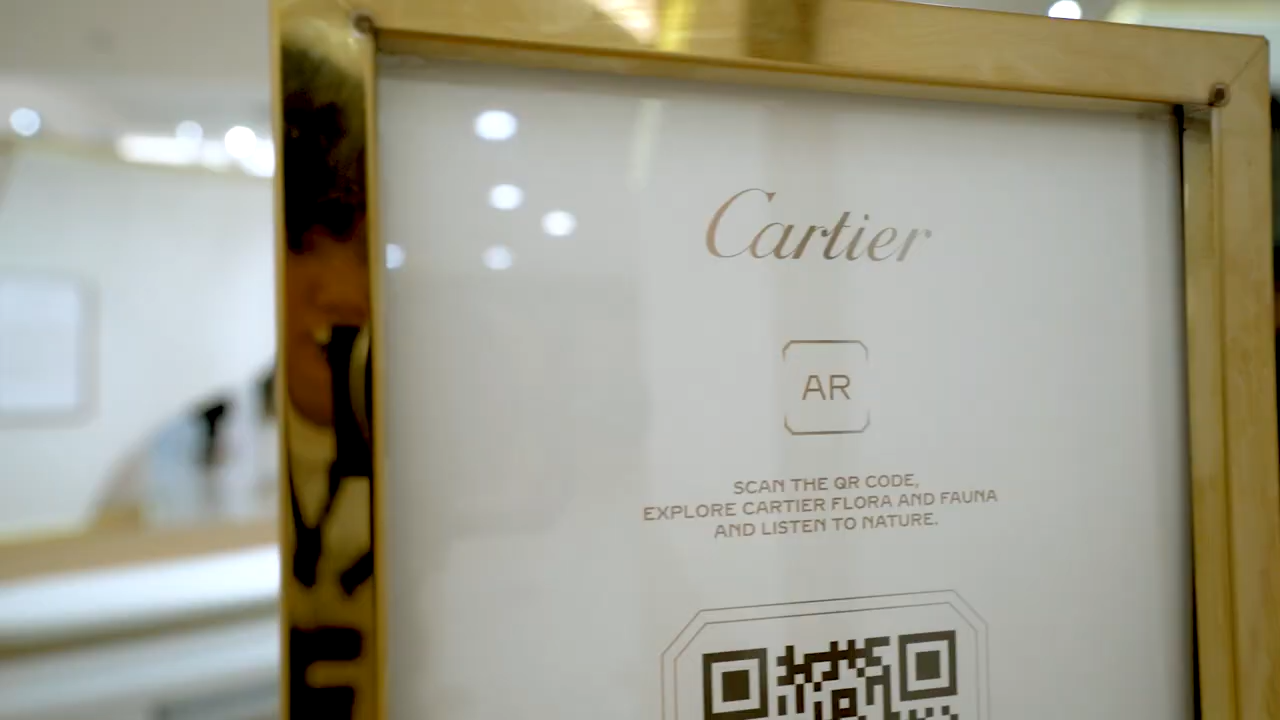 Cartier
AR
SCAN THE QR CODE,
EXPLORE CARTIER FLORA AND FAUNA
AND LISTEN TO NATURE.